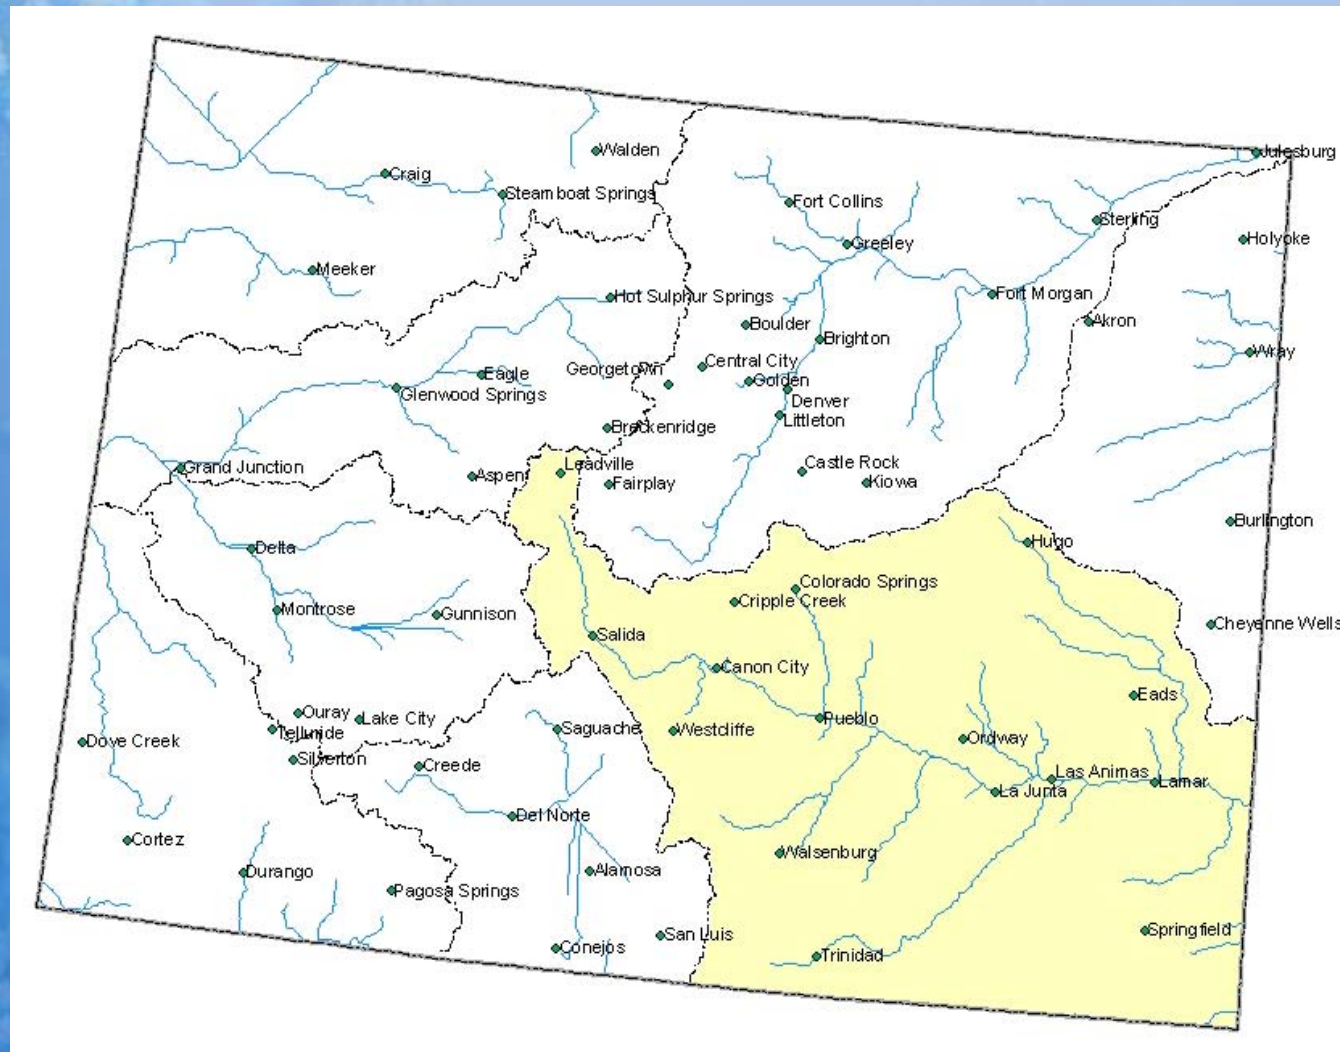 Walden
Julesburg
Craig
Steamboat Springs
Fort Collins
Sterling
Greeley
Holyoke
Meeker
Hot Sulphur Springs
Fort Morgan
Boulder
Akron
Brighton
Wray
Central City
Georgetown
Eagle
Golden
Glenwood Springs
Denver
Littleton
Breckenridge
Grand Junction
Leadville
Castle Rock
Aspen
Fairplay
Kiowa
Burlington
Delta
Hugo
Colorado Springs
Cripple Creek
Montrose
Gunnison
Cheyenne Wells
Salida
Canon City
Eads
Ouray
Lake City
Pueblo
Telluride
Saguache
Westcliffe
Ordway
Dove Creek
Silverton
Creede
Las Animas
Lamar
La Junta
Del Norte
Cortez
Walsenburg
Durango
Alamosa
Pagosa Springs
San Luis
Springfield
Conejos
Trinidad